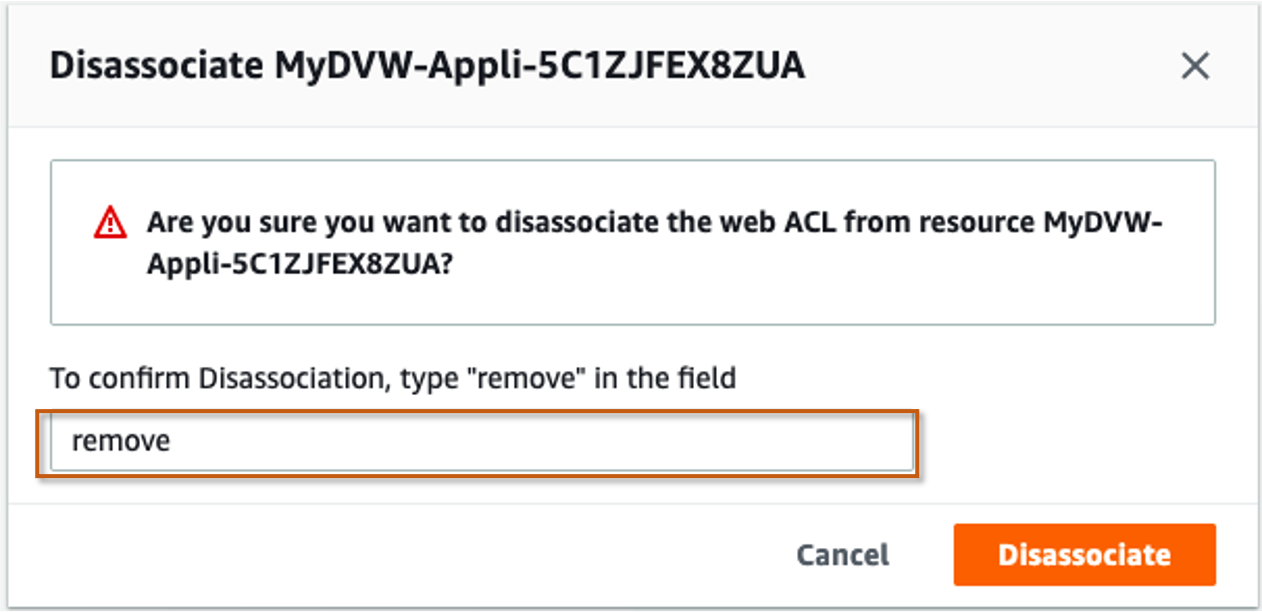 Disassociate MyDVW-Appli-5C1ZJFEX8ZUA
Are you sure you want to disassociate the web ACL from resource MyDVW-
Appli-5C1ZJFEX8ZUA?
To confirm Disassociation, type "remove" in the field
remove
Cancel
Disassociate